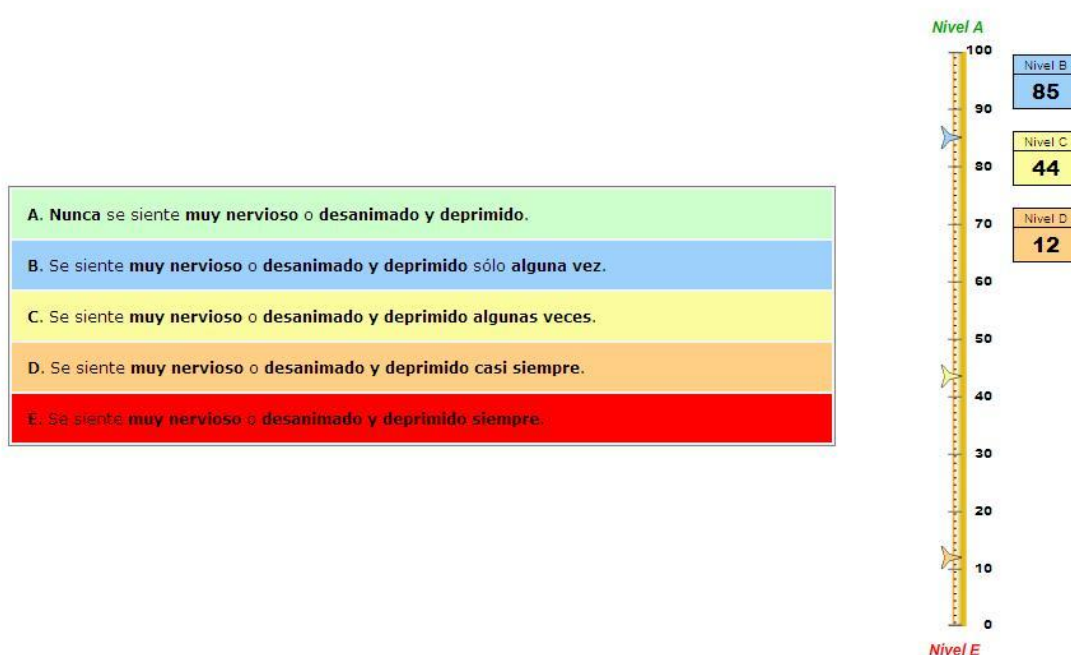 A. Nunca se siente muy nervioso o desanimado y deprimido.
B. Se siente muy nervioso o desanimado y deprimido sólo alguna vez.
C. Se siente muy nervioso o desanimado y deprimido algunas veces.
D. Se siente muy nervioso o desanimado y deprimido casi siempre.
E. Se siente muy nervioso o desanimado y deprimido siempre.
Nivel A
100
90
80
70
60
50
40
30
20
10
0
Nivel E
Nivel B
85
Nivel C
44
Nivel D
12